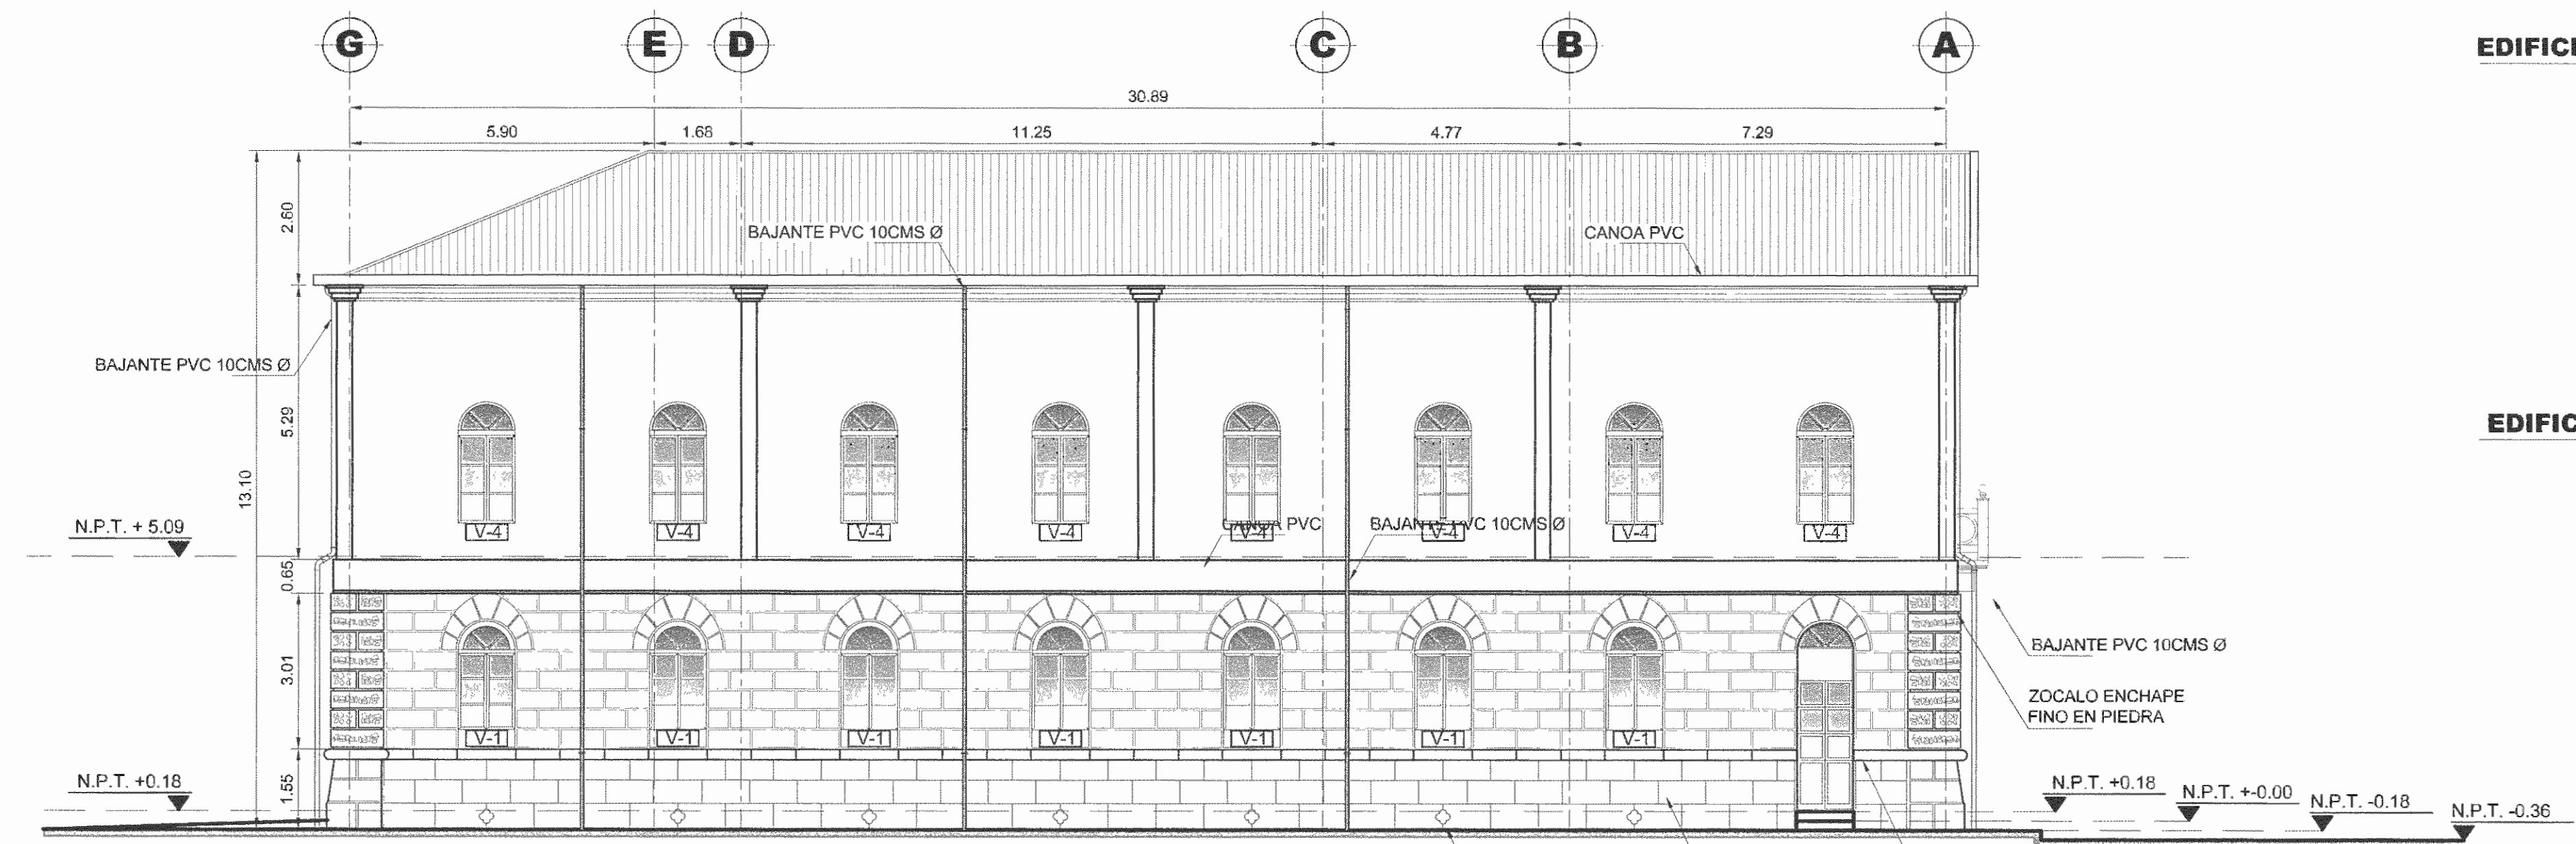 G E D C B A
EDIFICI
30.89
5.90 1.68 11.25 4.77 7.29
2.60
BAJANTE PVC 10CMS Ø
CANOA PVC
BAJANTE PVC 10CMS Ø
5.29
13.10
EDIFIC
N.P.T. + 5.09
V-4 V-4 V-4 V-4 V-4 V-4 V-4 V-4
CANOA PVC
BAJANTE PVC 10CMS Ø
0.65
3.01
BAJANTE PVC 10CMS Ø
ZOCALO ENCHAPE
FINO EN PIEDRA
V-1 V-1 V-1 V-1 V-1 V-1 V-1
1.55
N.P.T. +0.18
N.P.T. +0.18
N.P.T. +-0.00
N.P.T. -0.18
N.P.T. -0.36